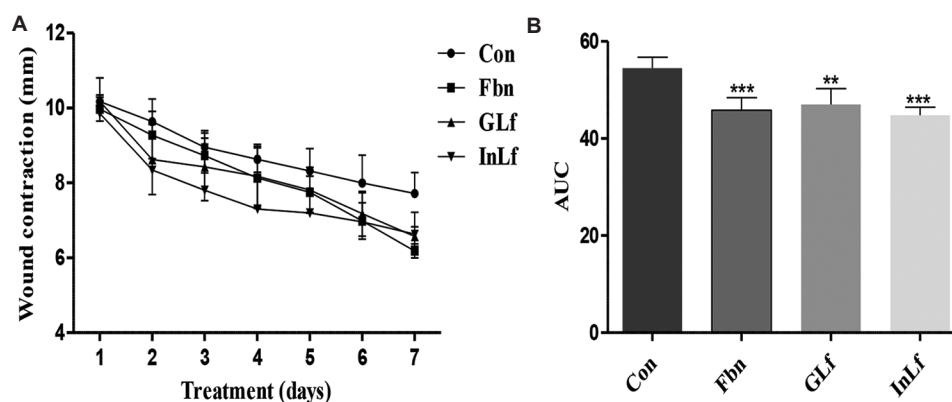 A
Wound contraction (mm)
12
10
8
6
4
1 2 3 4 5 6 7
Treatment (days)
Con
Fbn
GLf
InLf
B
AUC
60
40
20
0
***
**
***
Con Fbn GLf InLf